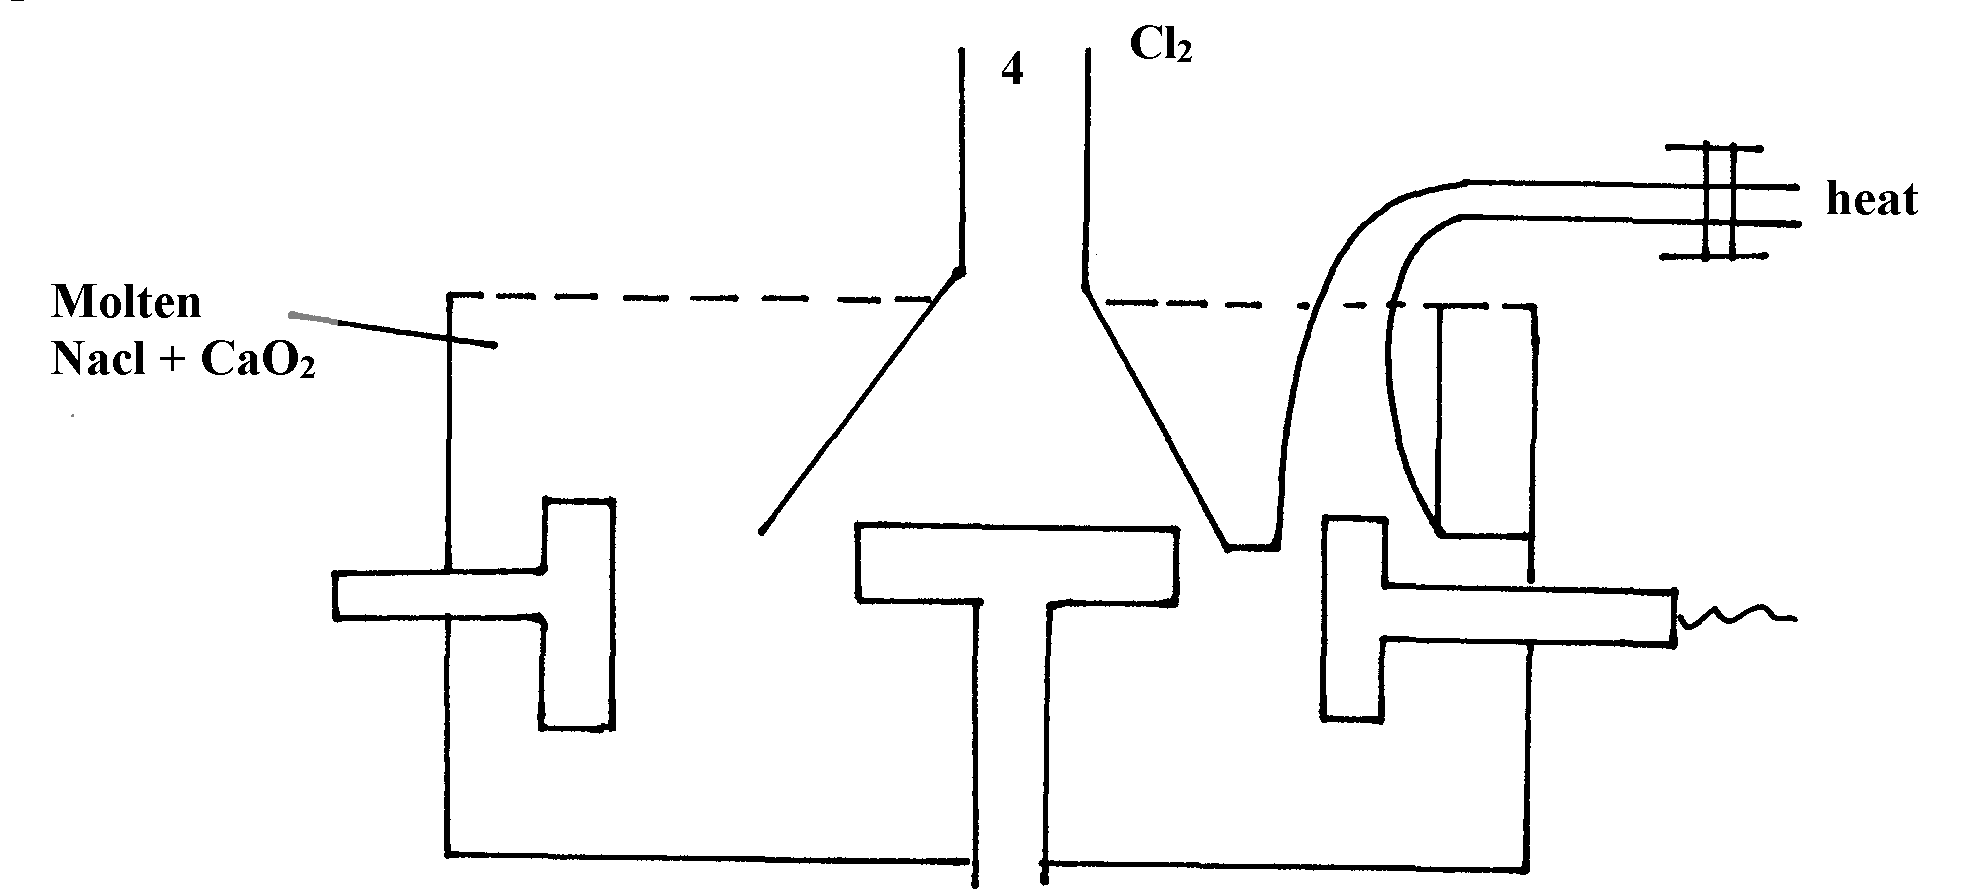 4
Cl₂
heat
Molten
Nacl + CaO₂